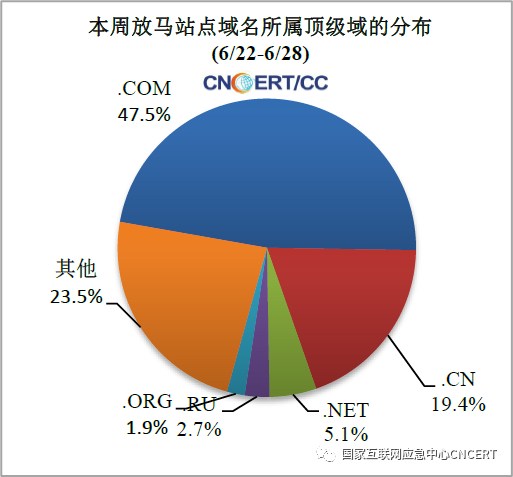 本周放马站点域名所属顶级域的分布
(6/22-6/28)
CNCERT/CC
.COM
47.5%
其他
23.5%
.CN
19.4%
.ORG
1.9%
.RU
2.7%
.NET
5.1%
国家互联网应急中心CNCERT